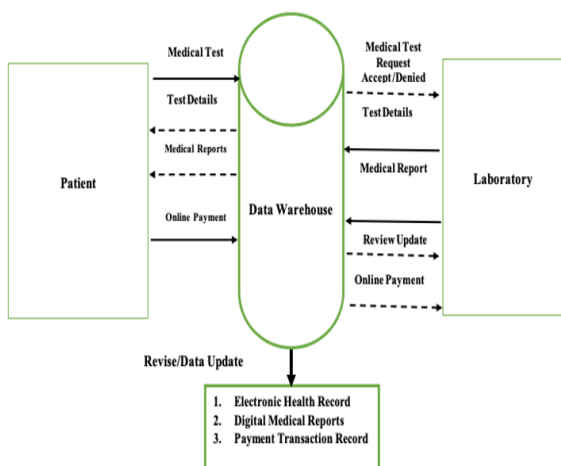 Medical Test
Test Details
Medical Reports
Patient
Online Payment
Data Warehouse
Medical Test
Request
Accept/Denied
Test Details
Medical Report
Laboratory
Review Update
Online Payment
Revise/Data Update
1. Electronic Health Record
2. Digital Medical Reports
3. Payment Transaction Record